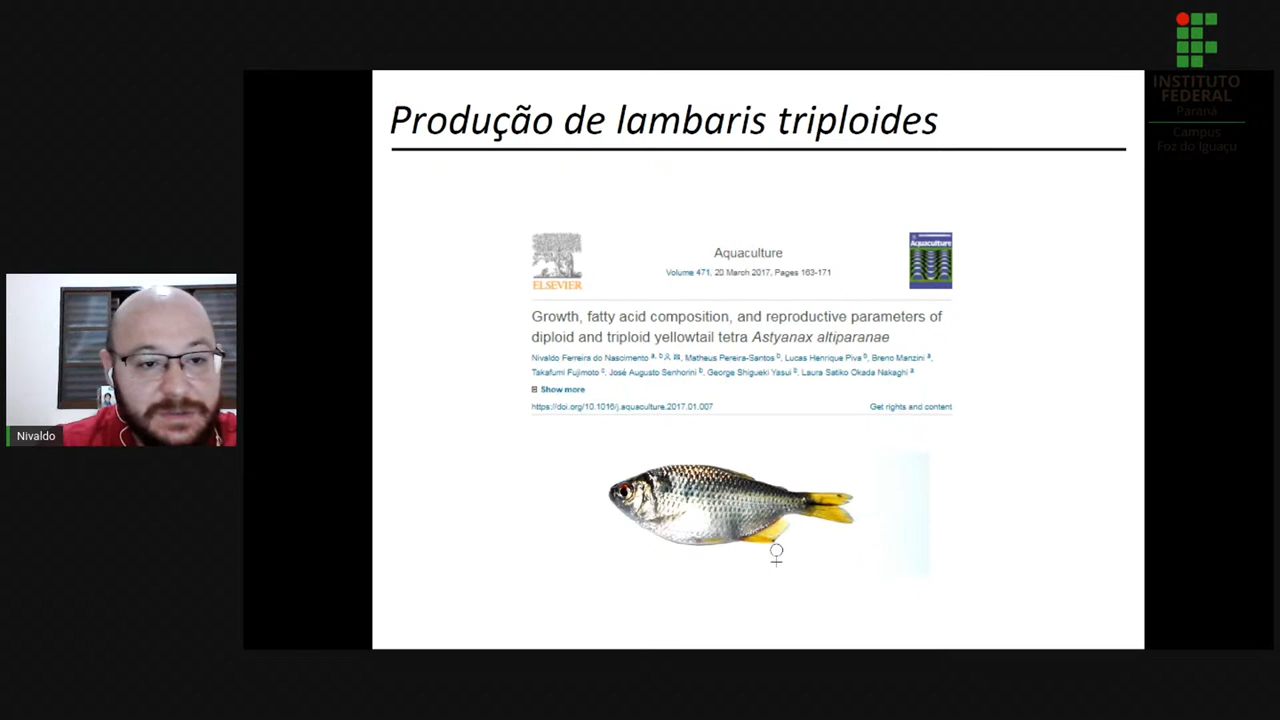 INSTITUTO
FEDERAL
Paraná
Campus
Foz do Iguaçu
Produção de lambaris triploides
ELSEVIER
Aquaculture
Volume 471, 20 March 2017, Pages 163-171
Aquaculture
Growth, fatty acid composition, and reproductive parameters of
diploid and triploid yellowtail tetra Astyanax altiparanae
Nivaldo Ferreira do Nascimento a, b, Matheus Pereira-Santos b, Lucas Henrique Piva b, Breno Manzini a,
Takafumi Fujimoto c, José Augusto Senhorini b, George Shigueki Yasui b, Laura Satiko Okada Nakaghi a
Show more
https://doi.org/10.1016/j.aquaculture.2017.01.007
Get rights and content
♀
Nivaldo